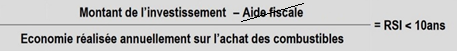 Montant de l’investissement – Aide fiscale
= RSI < 10ans
Economie réalisée annuellement sur l’achat des combustibles